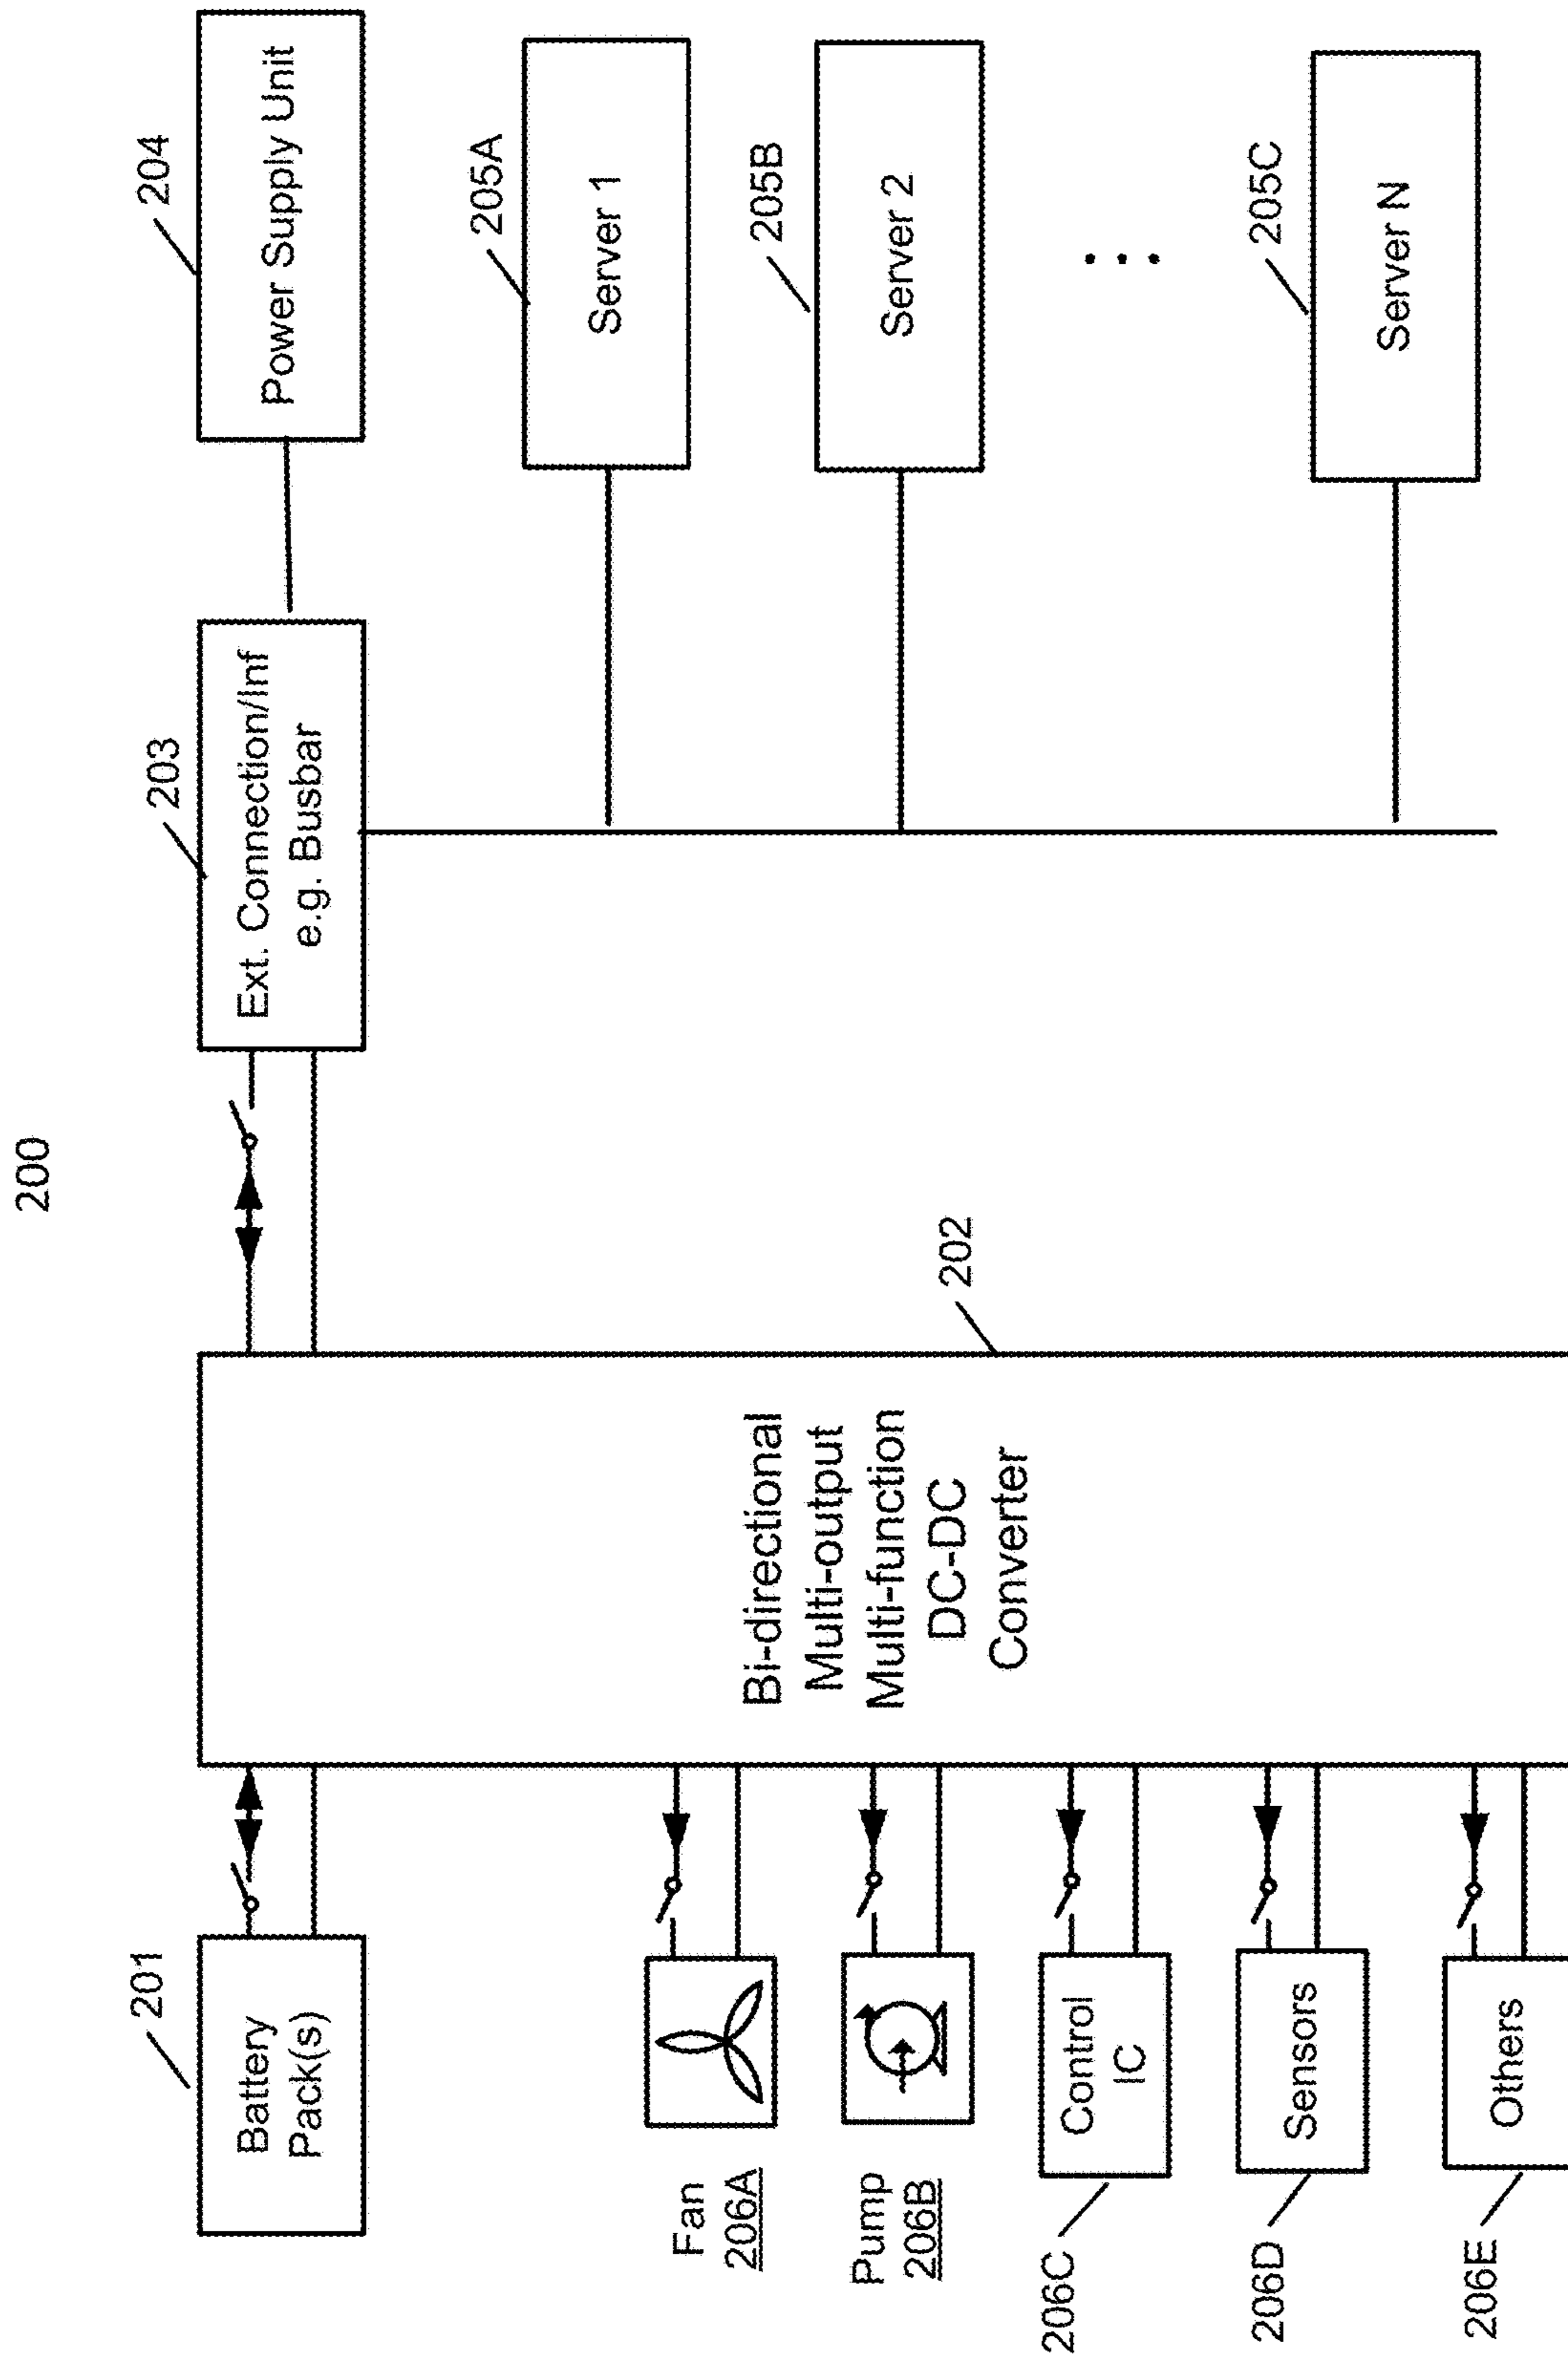 200
201
Battery
Pack(s)
203
Ext. Connection/Inf
e.g. Busbar
204
Power Supply Unit
Fan
206A
Pump
206B
206C
Control
IC
206D
Sensors
206E
Others
Bi-directional
Multi-output
Multi-function
DC-DC
Converter
202
205A
Server 1
205B
Server 2
205C
Server N